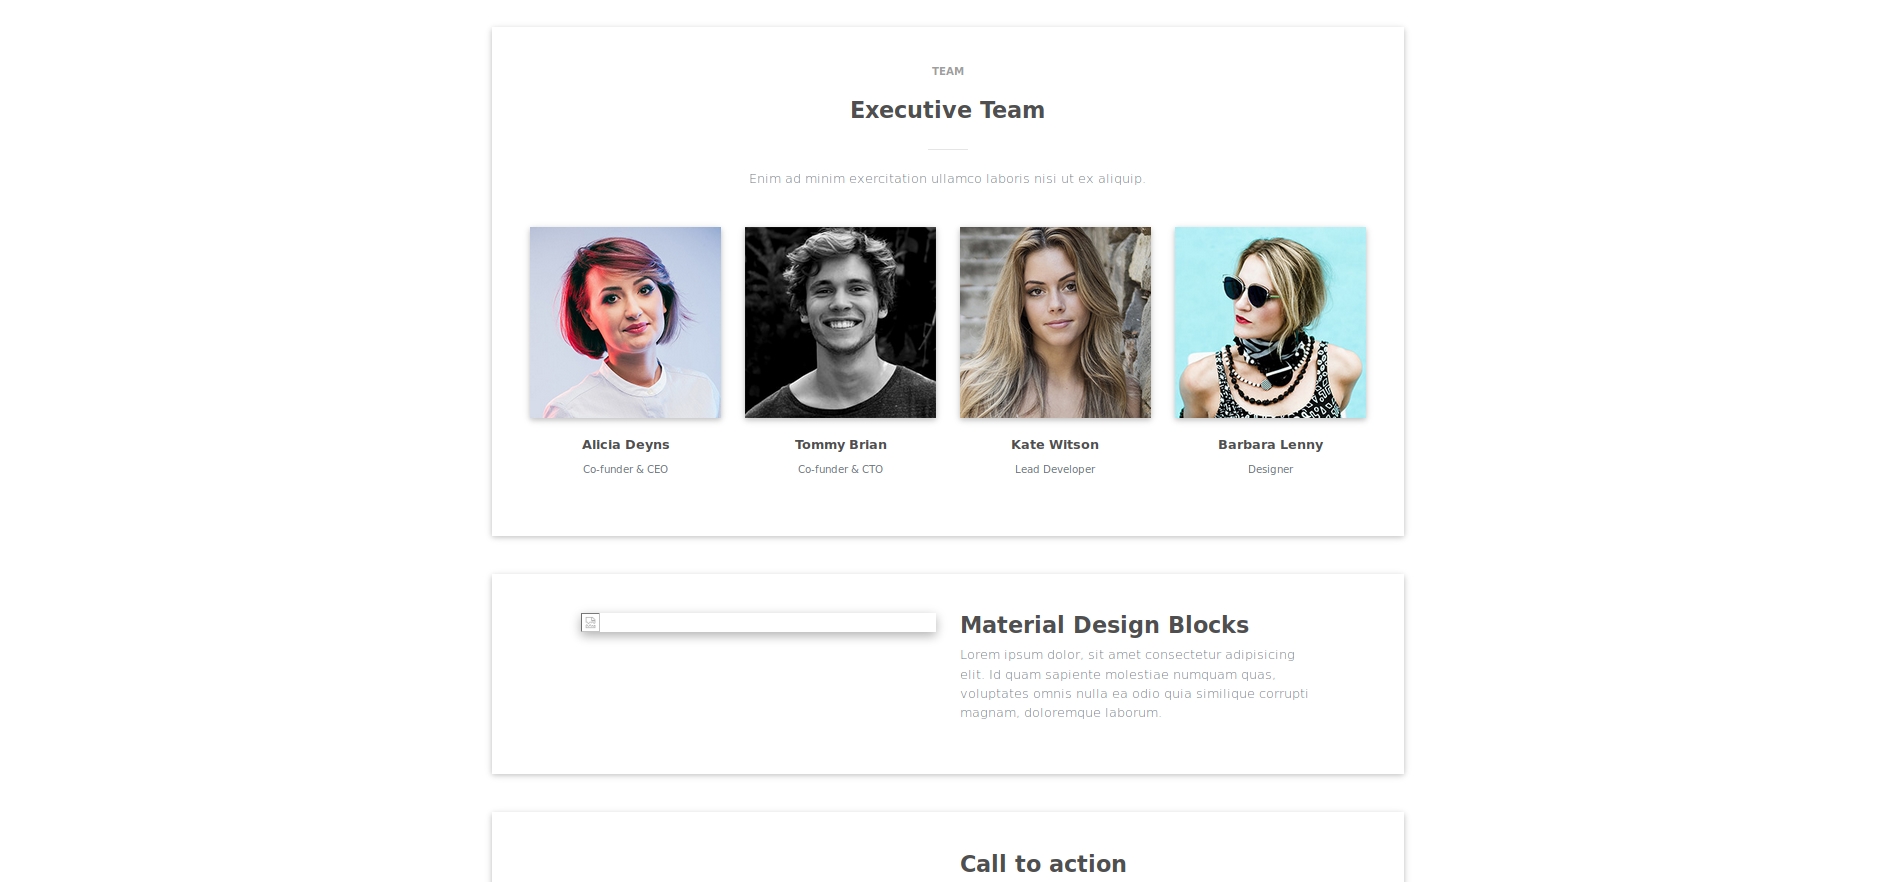 TEAM
Executive Team
Enim ad minim exercitation ullamco laboris nisi ut ex aliquip.
Alicia Deyns
Co-funder & CEO
Tommy Brian
Co-funder & CTO
Kate Witson
Lead Developer
Barbara Lenny
Designer
Material Design Blocks
Lorem ipsum dolor, sit amet consectetur adipisicing
elit. Id quam sapiente molestiae numquam quas,
voluptates omnis nulla ea odio quia similique corrupti
magnam, doloremque laborum.
Call to action